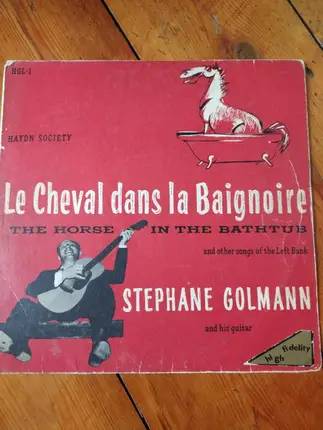 HGL-1
HAYDN SOCIETY
Le Cheval dans la Baignoire
THE HORSE IN THE BATHTUB
and other songs of the Left Bank
STEPHANE GOLMANN
and his guitar
high fidelity